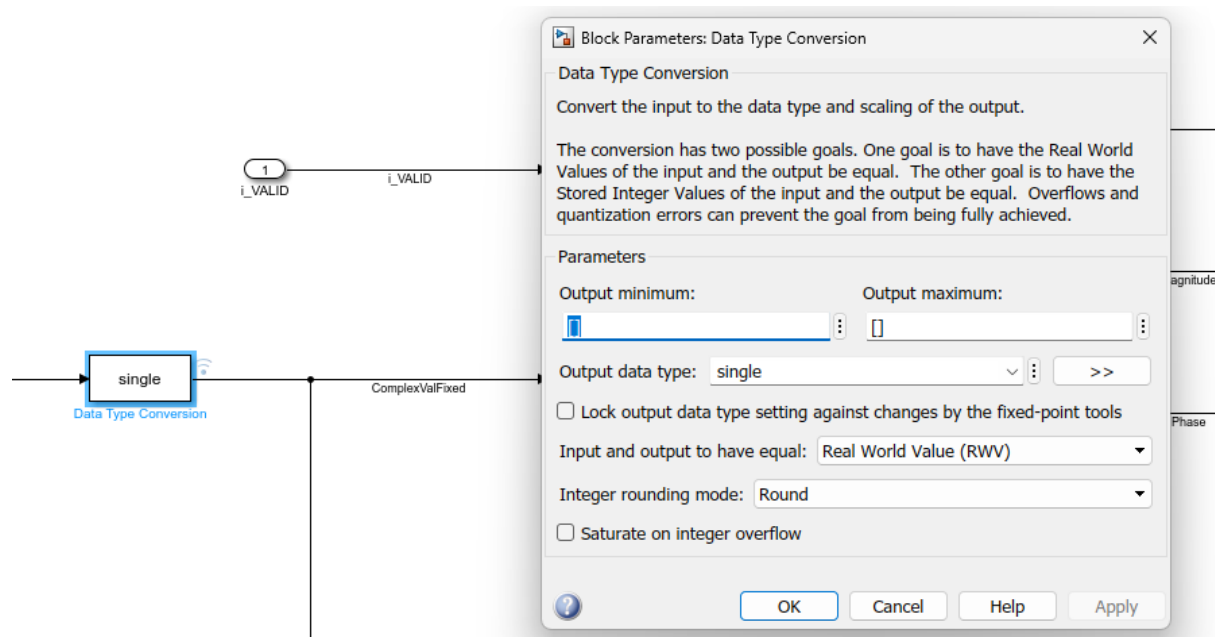 Block Parameters: Data Type Conversion
Data Type Conversion
Convert the input to the data type and scaling of the output.
The conversion has two possible goals. One goal is to have the Real World
Values of the input and the output be equal. The other goal is to have the
Stored Integer Values of the input and the output be equal. Overflows and
quantization errors can prevent the goal from being fully achieved.
Parameters
Output minimum: Output maximum:
[] []
Output data type: single >>
Lock output data type setting against changes by the fixed-point tools
Input and output to have equal: Real World Value (RWV)
Integer rounding mode: Round
Saturate on integer overflow
OK Cancel Help Apply
1
i_VALID
i_VALID
single
Data Type Conversion
ComplexValFixed
agnitude
Phase